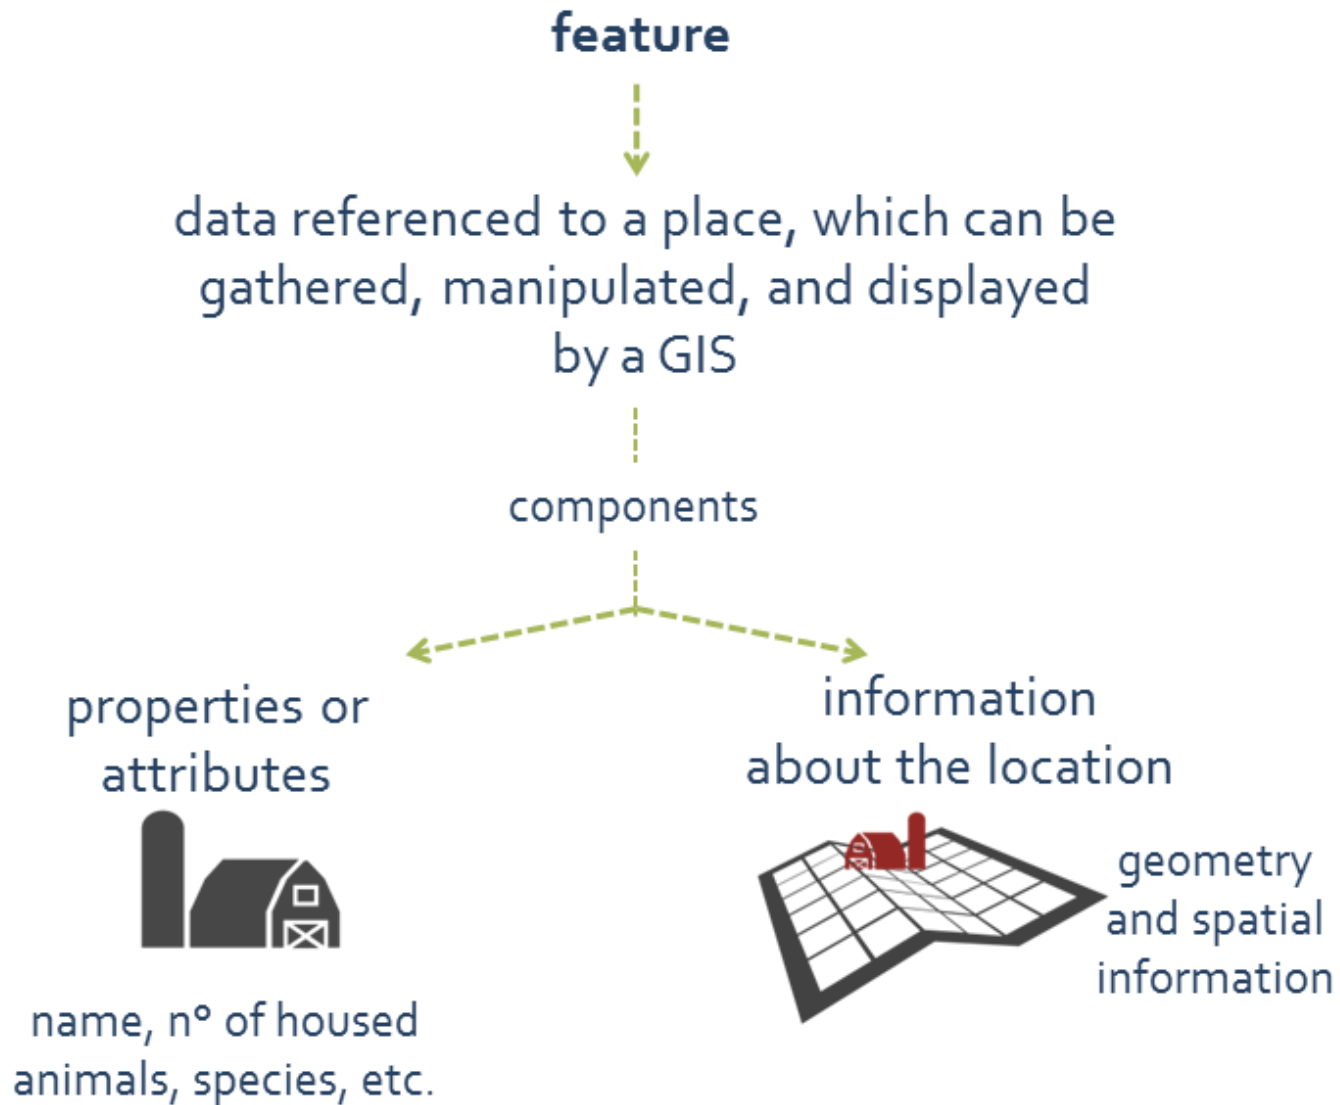 feature
data referenced to a place, which can be
gathered, manipulated, and displayed
by a GIS
components
properties or
attributes
name, nº of housed
animals, species, etc.
information
about the location
geometry
and spatial
information